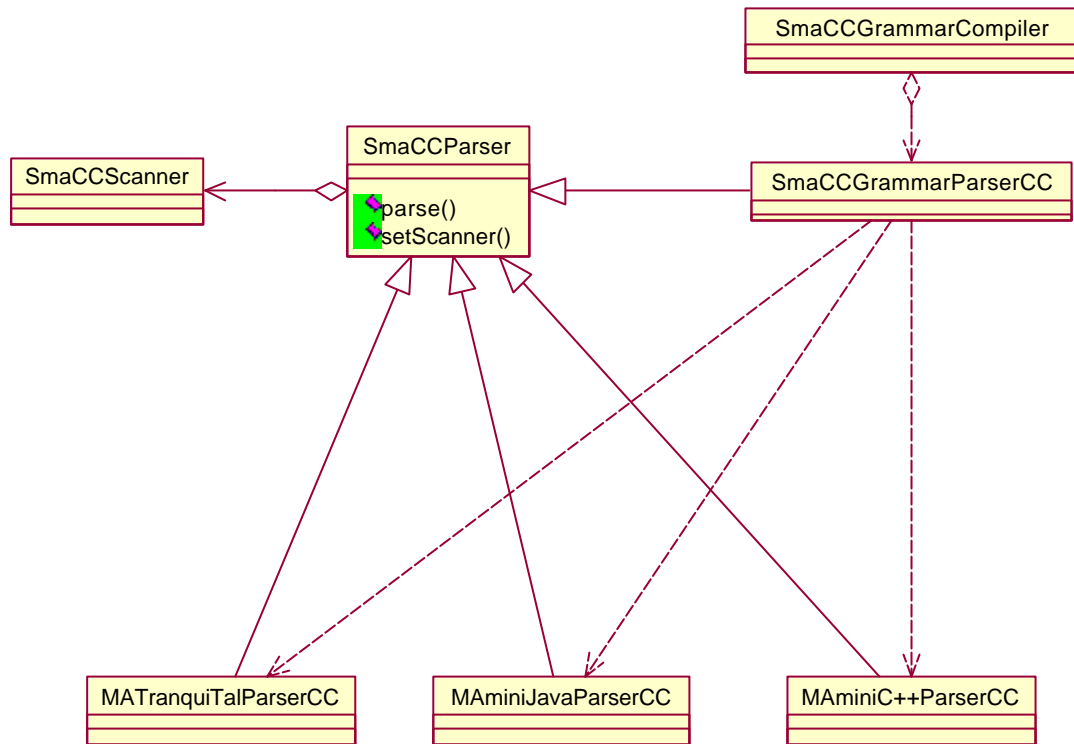 SmaCCGrammarCompiler
SmaCCParser
SmaCCScanner
SmaCCGrammarParserCC
parse()
setScanner()
MATranquiTalParserCC
MAminiJavaParserCC
MAminiC++ParserCC